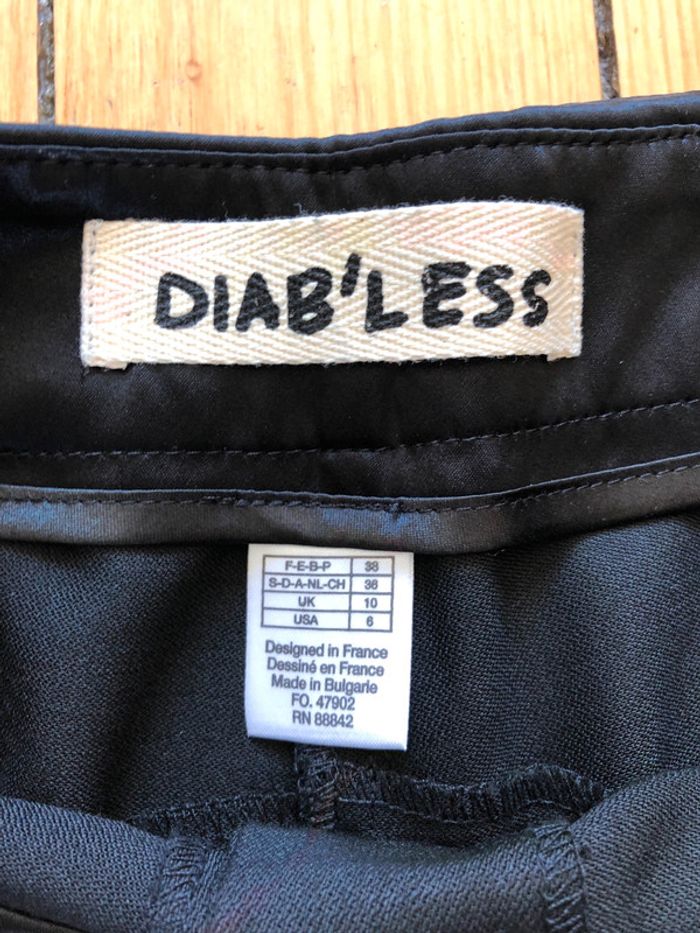 DIAB'LESS
F-E-B-P 38
S-D-A-NL-CH 36
UK 10
USA 6
Designed in France
Dessiné en France
Made in Bulgarie
FO. 47902
RN 88842